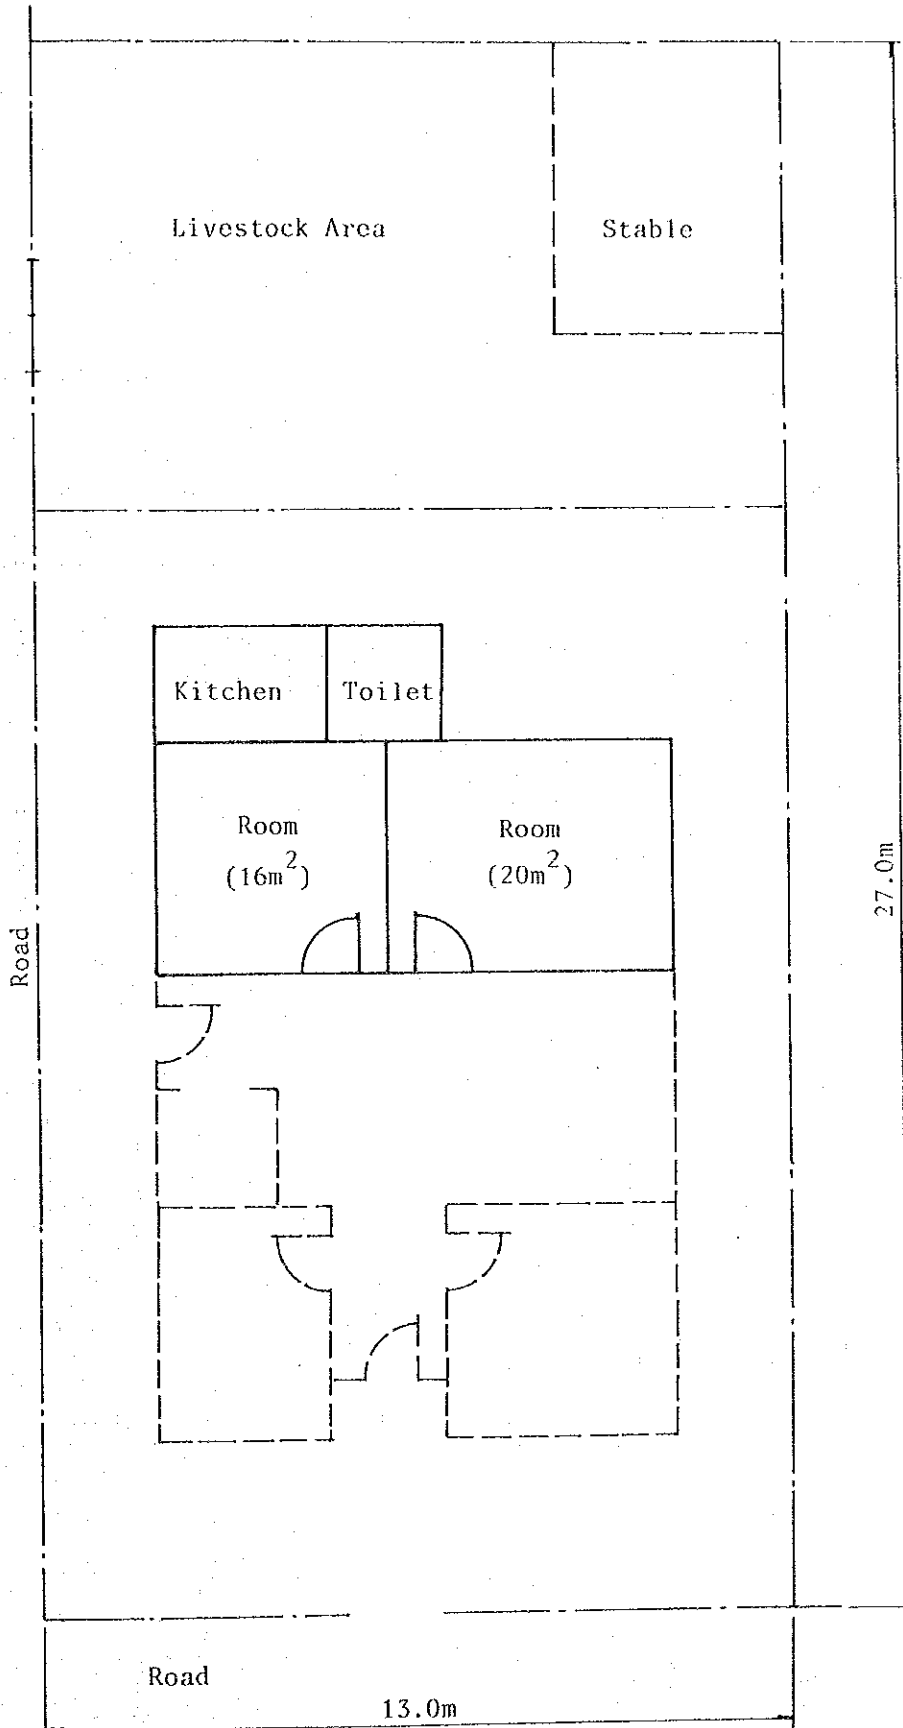 Livestock Area
Stable
Kitchen
Toilet
Room
(16m²)
Room
(20m²)
27.0m
Road
Road
13.0m